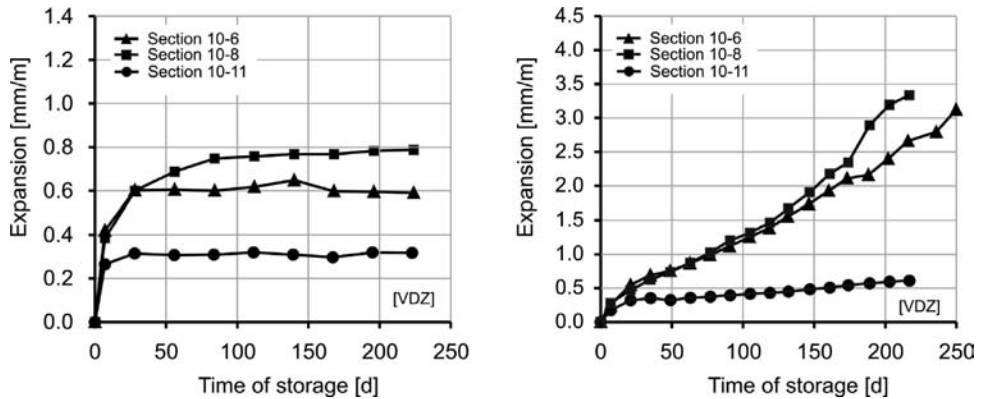 1.4
1.2
1.0
0.8
0.6
0.4
0.2
0.0
Expansion [mm/m]
Section 10-6
Section 10-8
Section 10-11
[VDZ]
0 50 100 150 200 250
Time of storage [d]
4.5
4.0
3.5
3.0
2.5
2.0
1.5
1.0
0.5
0.0
Expansion [mm/m]
Section 10-6
Section 10-8
Section 10-11
[VDZ]
0 50 100 150 200 250
Time of storage [d]